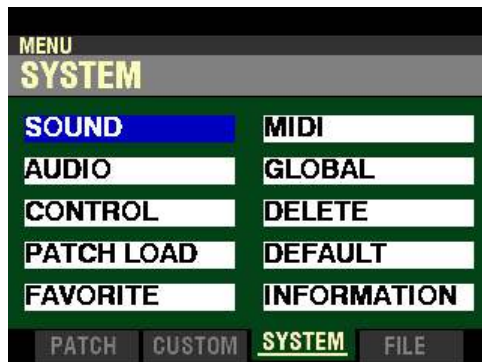 MENU
SYSTEM
SOUND MIDI
AUDIO GLOBAL
CONTROL DELETE
PATCH LOAD DEFAULT
FAVORITE INFORMATION
PATCH CUSTOM SYSTEM FILE